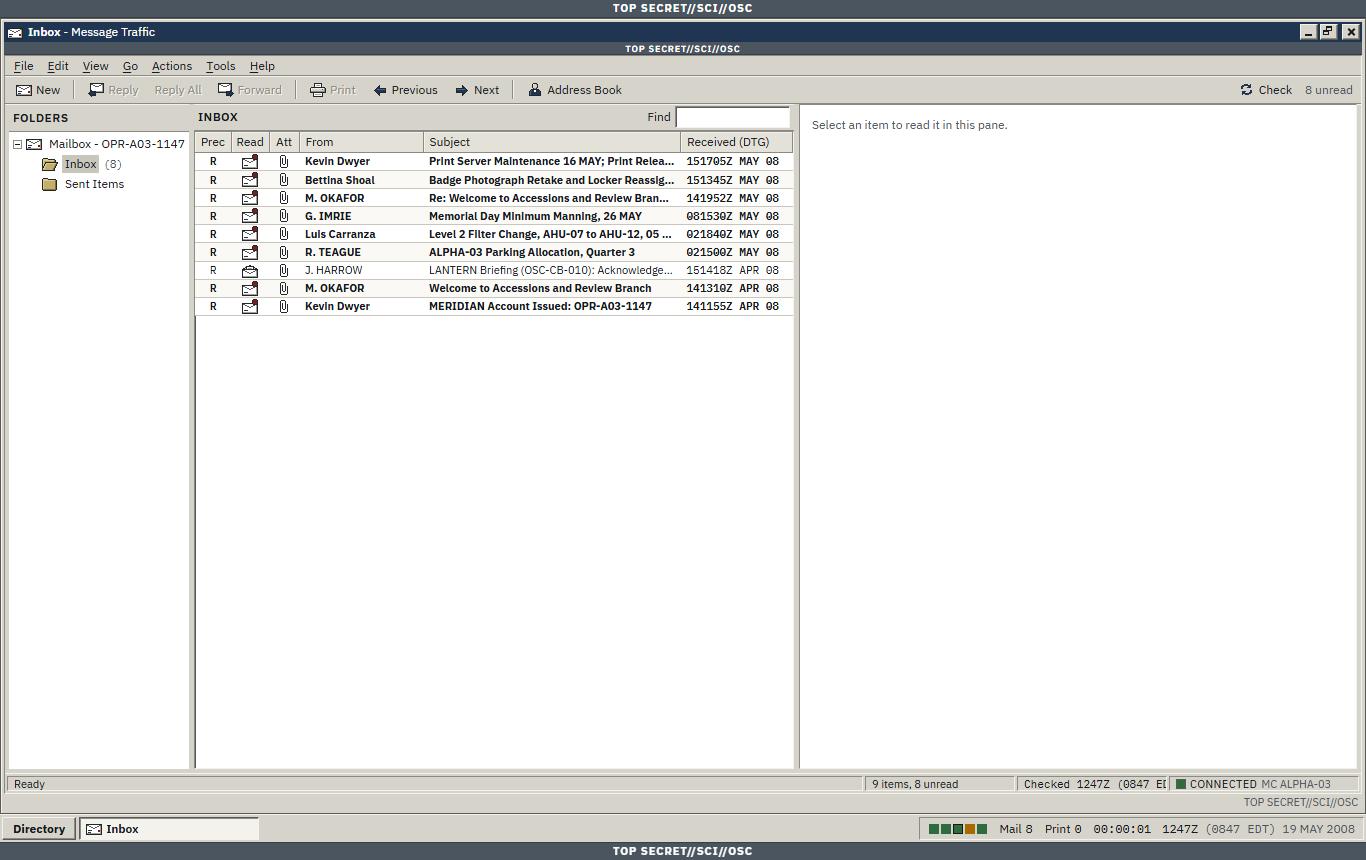 TOP SECRET//SCI//OSC
Inbox - Message Traffic
TOP SECRET//SCI//OSC
File Edit View Go Actions Tools Help
New Reply Reply All Forward Print Previous Next Address Book Check 8 unread
FOLDERS
Mailbox - OPR-A03-1147
Inbox (8)
Sent Items
INBOX Find
Prec Read Att From Subject Received (DTG)
R Kevin Dwyer Print Server Maintenance 16 MAY; Print Relea... 151705Z MAY 08
R Bettina Shoal Badge Photograph Retake and Locker Reassig... 151345Z MAY 08
R M. OKAFOR Re: Welcome to Accessions and Review Bran... 141952Z MAY 08
R G. IMRIE Memorial Day Minimum Manning, 26 MAY 081530Z MAY 08
R Luis Carranza Level 2 Filter Change, AHU-07 to AHU-12, 05 ... 021840Z MAY 08
R R. TEAGUE ALPHA-03 Parking Allocation, Quarter 3 021500Z MAY 08
R J. HARROW LANTERN Briefing (OSC-CB-010): Acknowledge... 151418Z APR 08
R M. OKAFOR Welcome to Accessions and Review Branch 141310Z APR 08
R Kevin Dwyer MERIDIAN Account Issued: OPR-A03-1147 141155Z APR 08
Select an item to read it in this pane.
Ready 9 items, 8 unread Checked 1247Z (0847 ED CONNECTED MC ALPHA-03
TOP SECRET//SCI//OSC
Directory Inbox Mail 8 Print 0 00:00:01 1247Z (0847 EDT) 19 MAY 2008
TOP SECRET//SCI//OSC